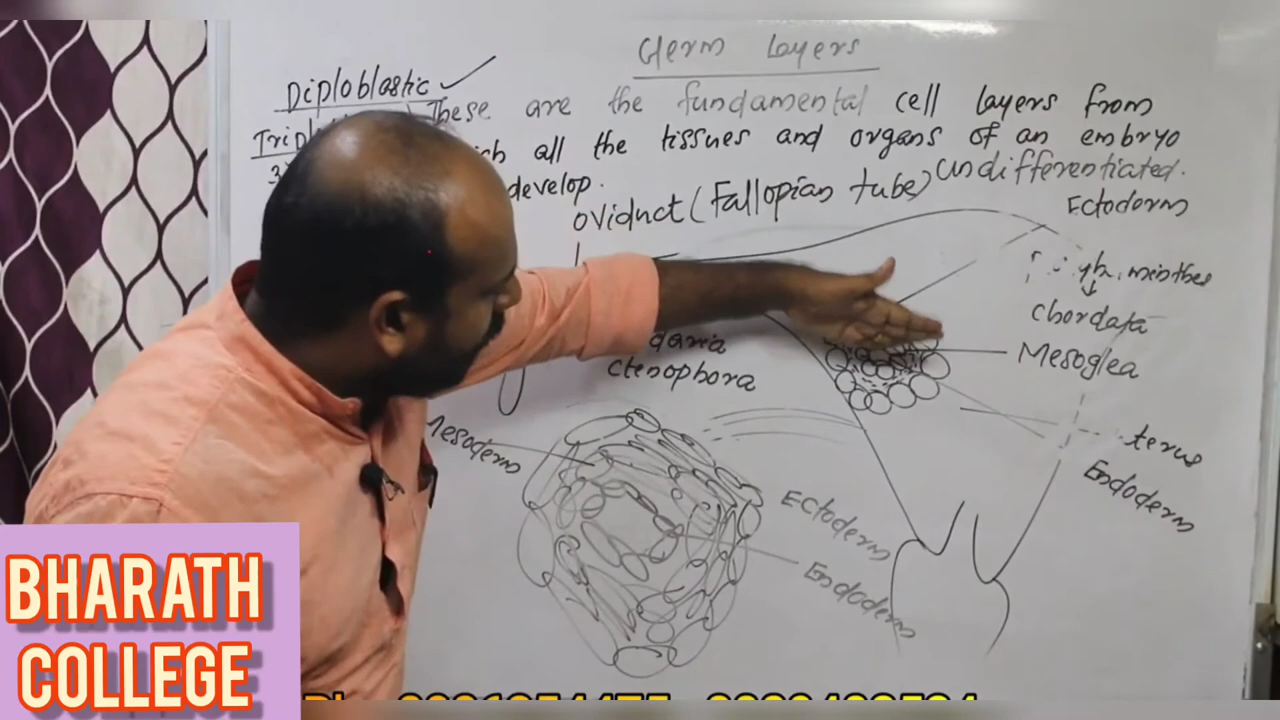 Germ Layers
Diploblastic
These are the fundamental cell layers from
all the tissues and organs of an embryo
develop.
undifferentiated.
oviduct (Fallopian tube)
Ectoderm
Chordata
Mesoglea
ctenophora
Mesoderm
terus
Endoderm
Ectoderm
Endoderm
BHARATH
COLLEGE